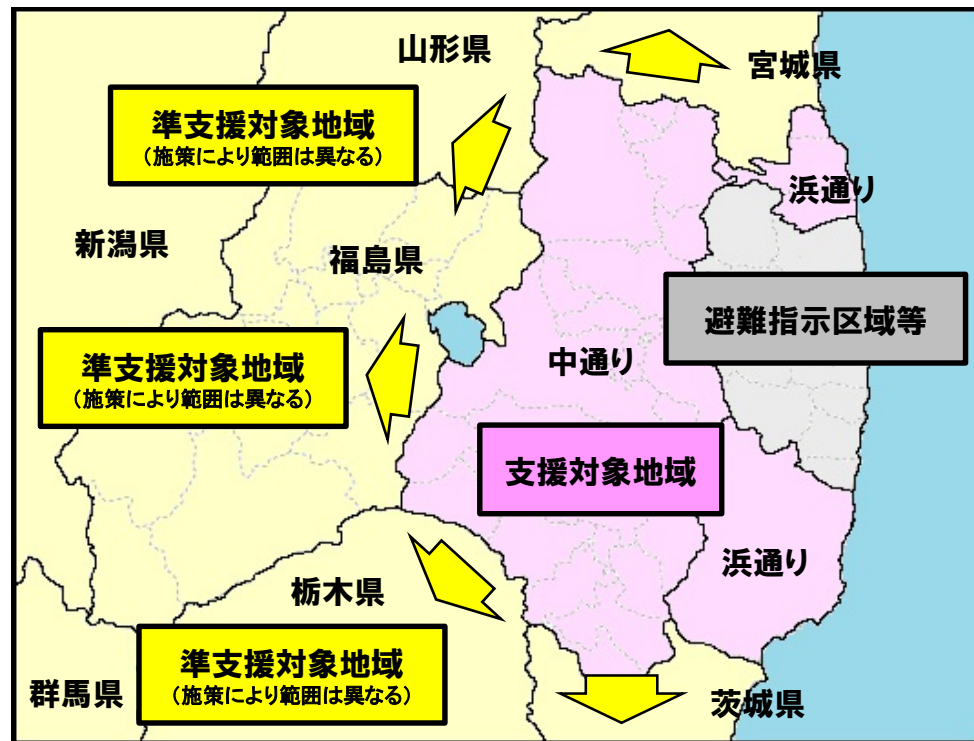 山形県
宮城県
準支援対象地域
（施策により範囲は異なる）
浜通り
新潟県
福島県
避難指示区域等
準支援対象地域
（施策により範囲は異なる）
中通り
支援対象地域
浜通り
栃木県
準支援対象地域
（施策により範囲は異なる）
群馬県
茨城県